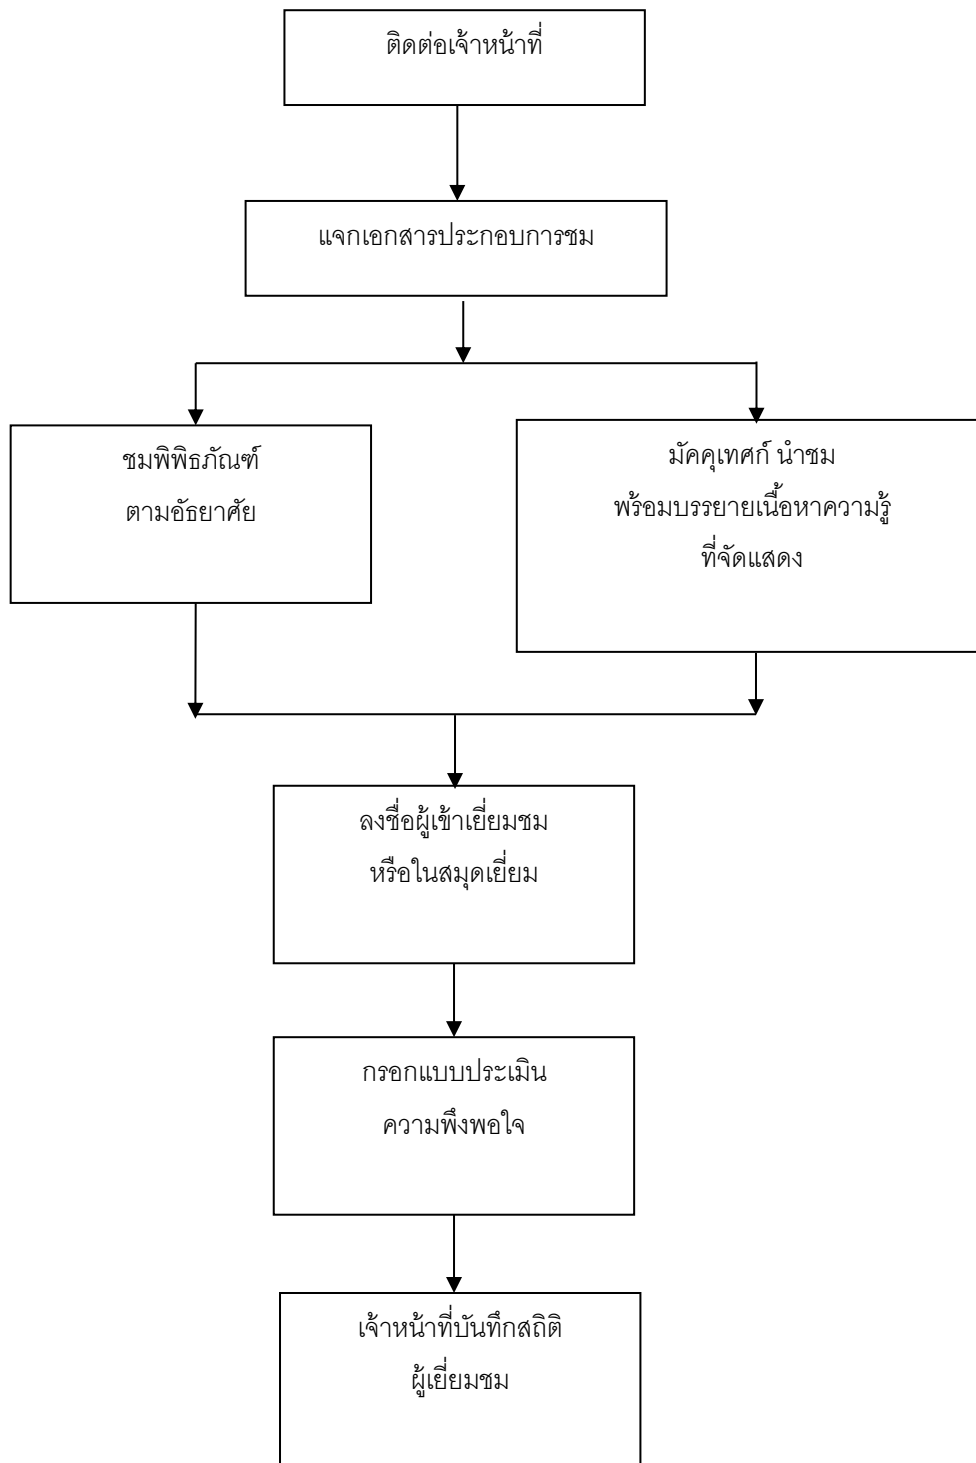 ติดต่อเจ้าหน้าที่
แจกเอกสารประกอบการชม
ชมพิพิธภัณฑ์
ตามอัธยาศัย
มัคคุเทศก์ นำชม
พร้อมบรรยายเนื้อหาความรู้
ที่จัดแสดง
ลงชื่อผู้เข้าเยี่ยมชม
หรือในสมุดเยี่ยม
กรอกแบบประเมิน
ความพึงพอใจ
เจ้าหน้าที่บันทึกสถิติ
ผู้เยี่ยมชม